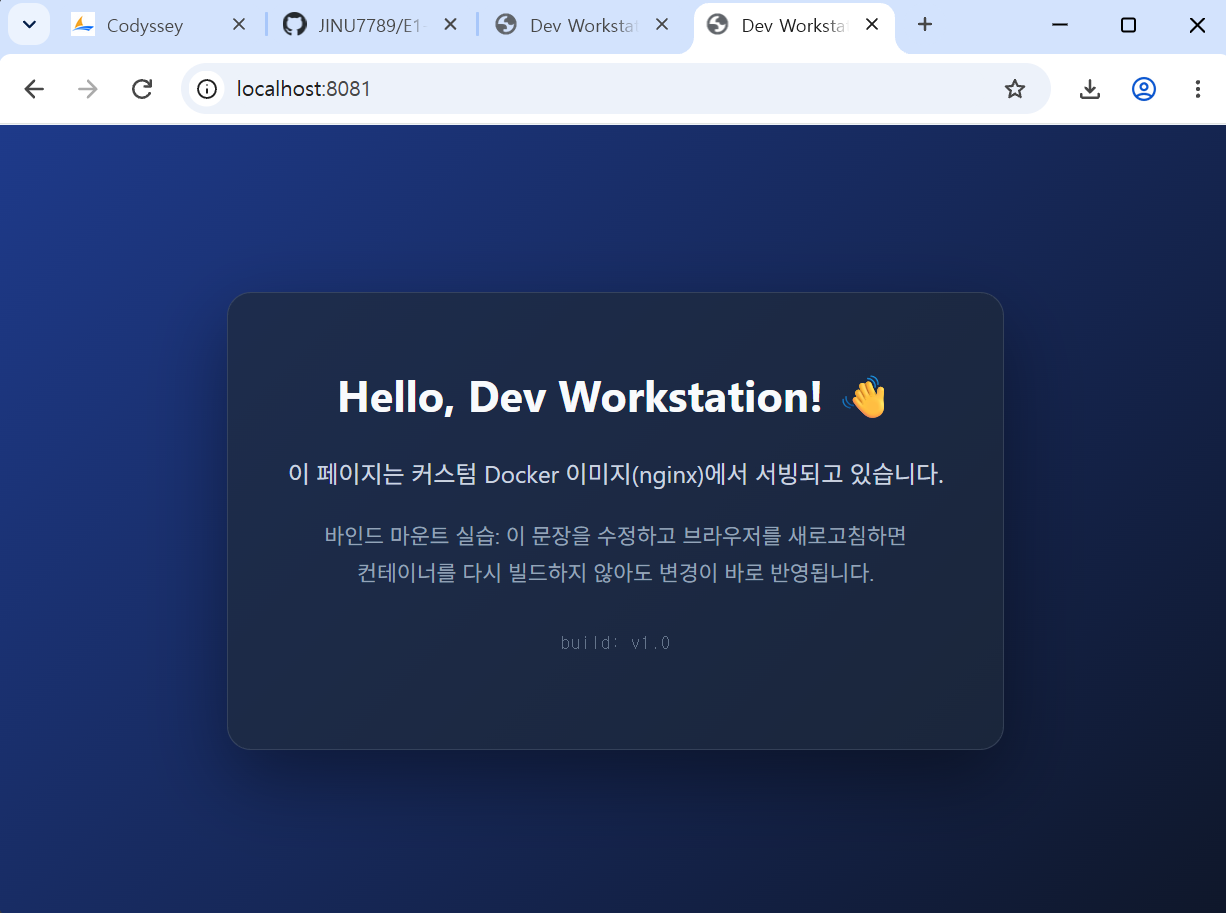 Codyssey
JINU7789/E1-
Dev Worksta
Dev Worksta
localhost:8081
Hello, Dev Workstation! 👋
이 페이지는 커스텀 Docker 이미지(nginx)에서 서빙되고 있습니다.
바인드 마운트 실습: 이 문장을 수정하고 브라우저를 새로고침하면
컨테이너를 다시 빌드하지 않아도 변경이 바로 반영됩니다.
build: v1.0